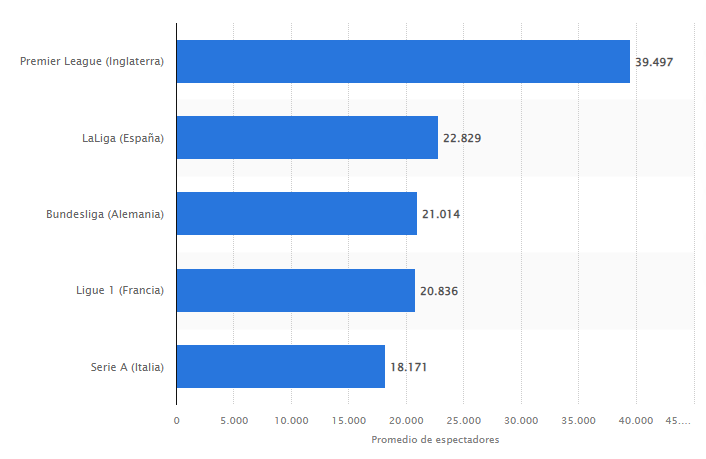 Premier League (Inglaterra)
39.497
LaLiga (España)
22.829
Bundesliga (Alemania)
21.014
Ligue 1 (Francia)
20.836
Serie A (Italia)
18.171
0 5.000 10.000 15.000 20.000 25.000 30.000 35.000 40.000 45....
Promedio de espectadores